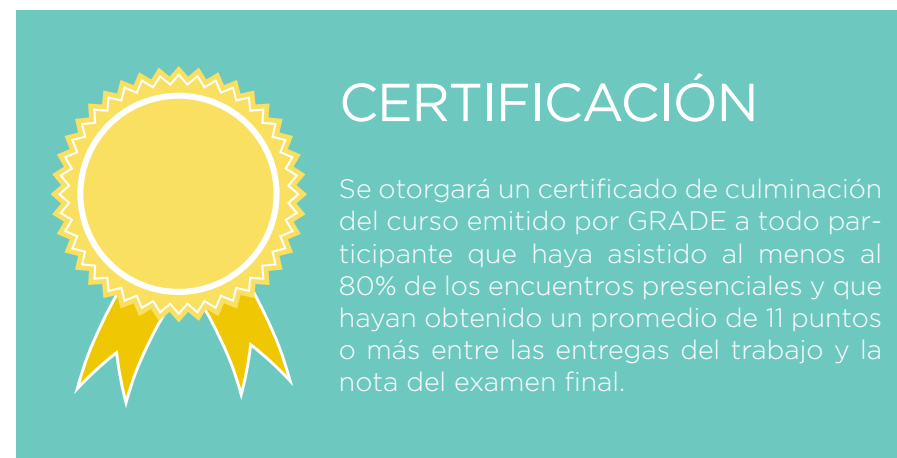 CERTIFICACIÓN
Se otorgará un certificado de culminación
del curso emitido por GRADE a todo par-
ticipante que haya asistido al menos al
80% de los encuentros presenciales y que
hayan obtenido un promedio de 11 puntos
o más entre las entregas del trabajo y la
nota del examen final.